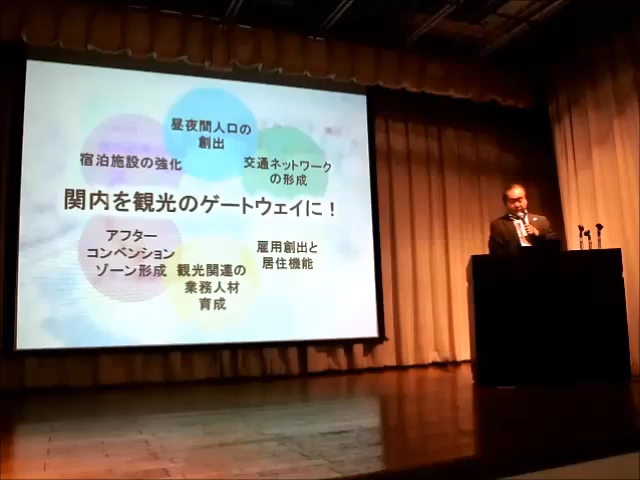 昼夜間人口の
創出
宿泊施設の強化
交通ネットワーク
の形成
関内を観光のゲートウェイに！
アフター
コンベンション
ゾーン形成
観光関連の
業務人材
育成
雇用創出と
居住機能